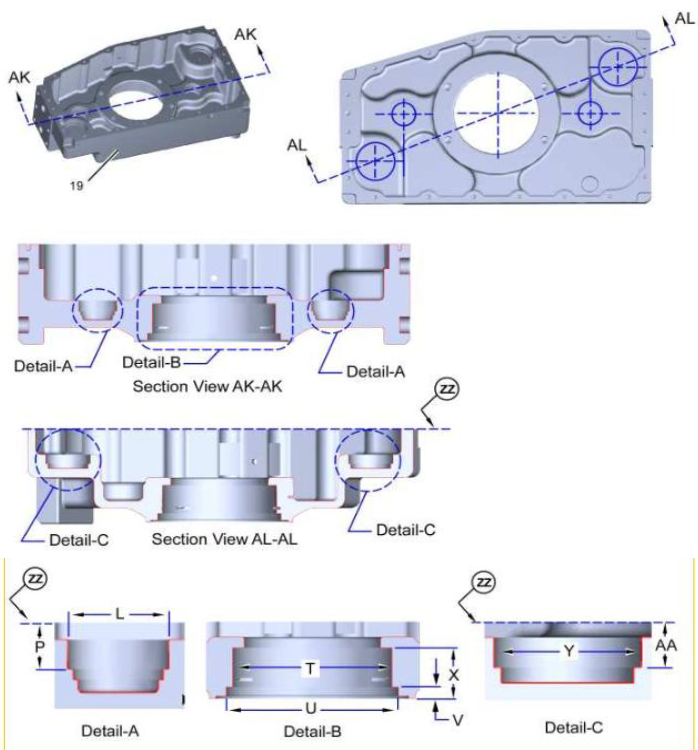 AK
AK
19
AL
AL
Detail-A
Detail-B
Detail-A
Section View AK-AK
ZZ
Detail-C
Section View AL-AL
Detail-C
ZZ
L
P
Detail-A
T
U
X
V
Detail-B
ZZ
Y
AA
Detail-C